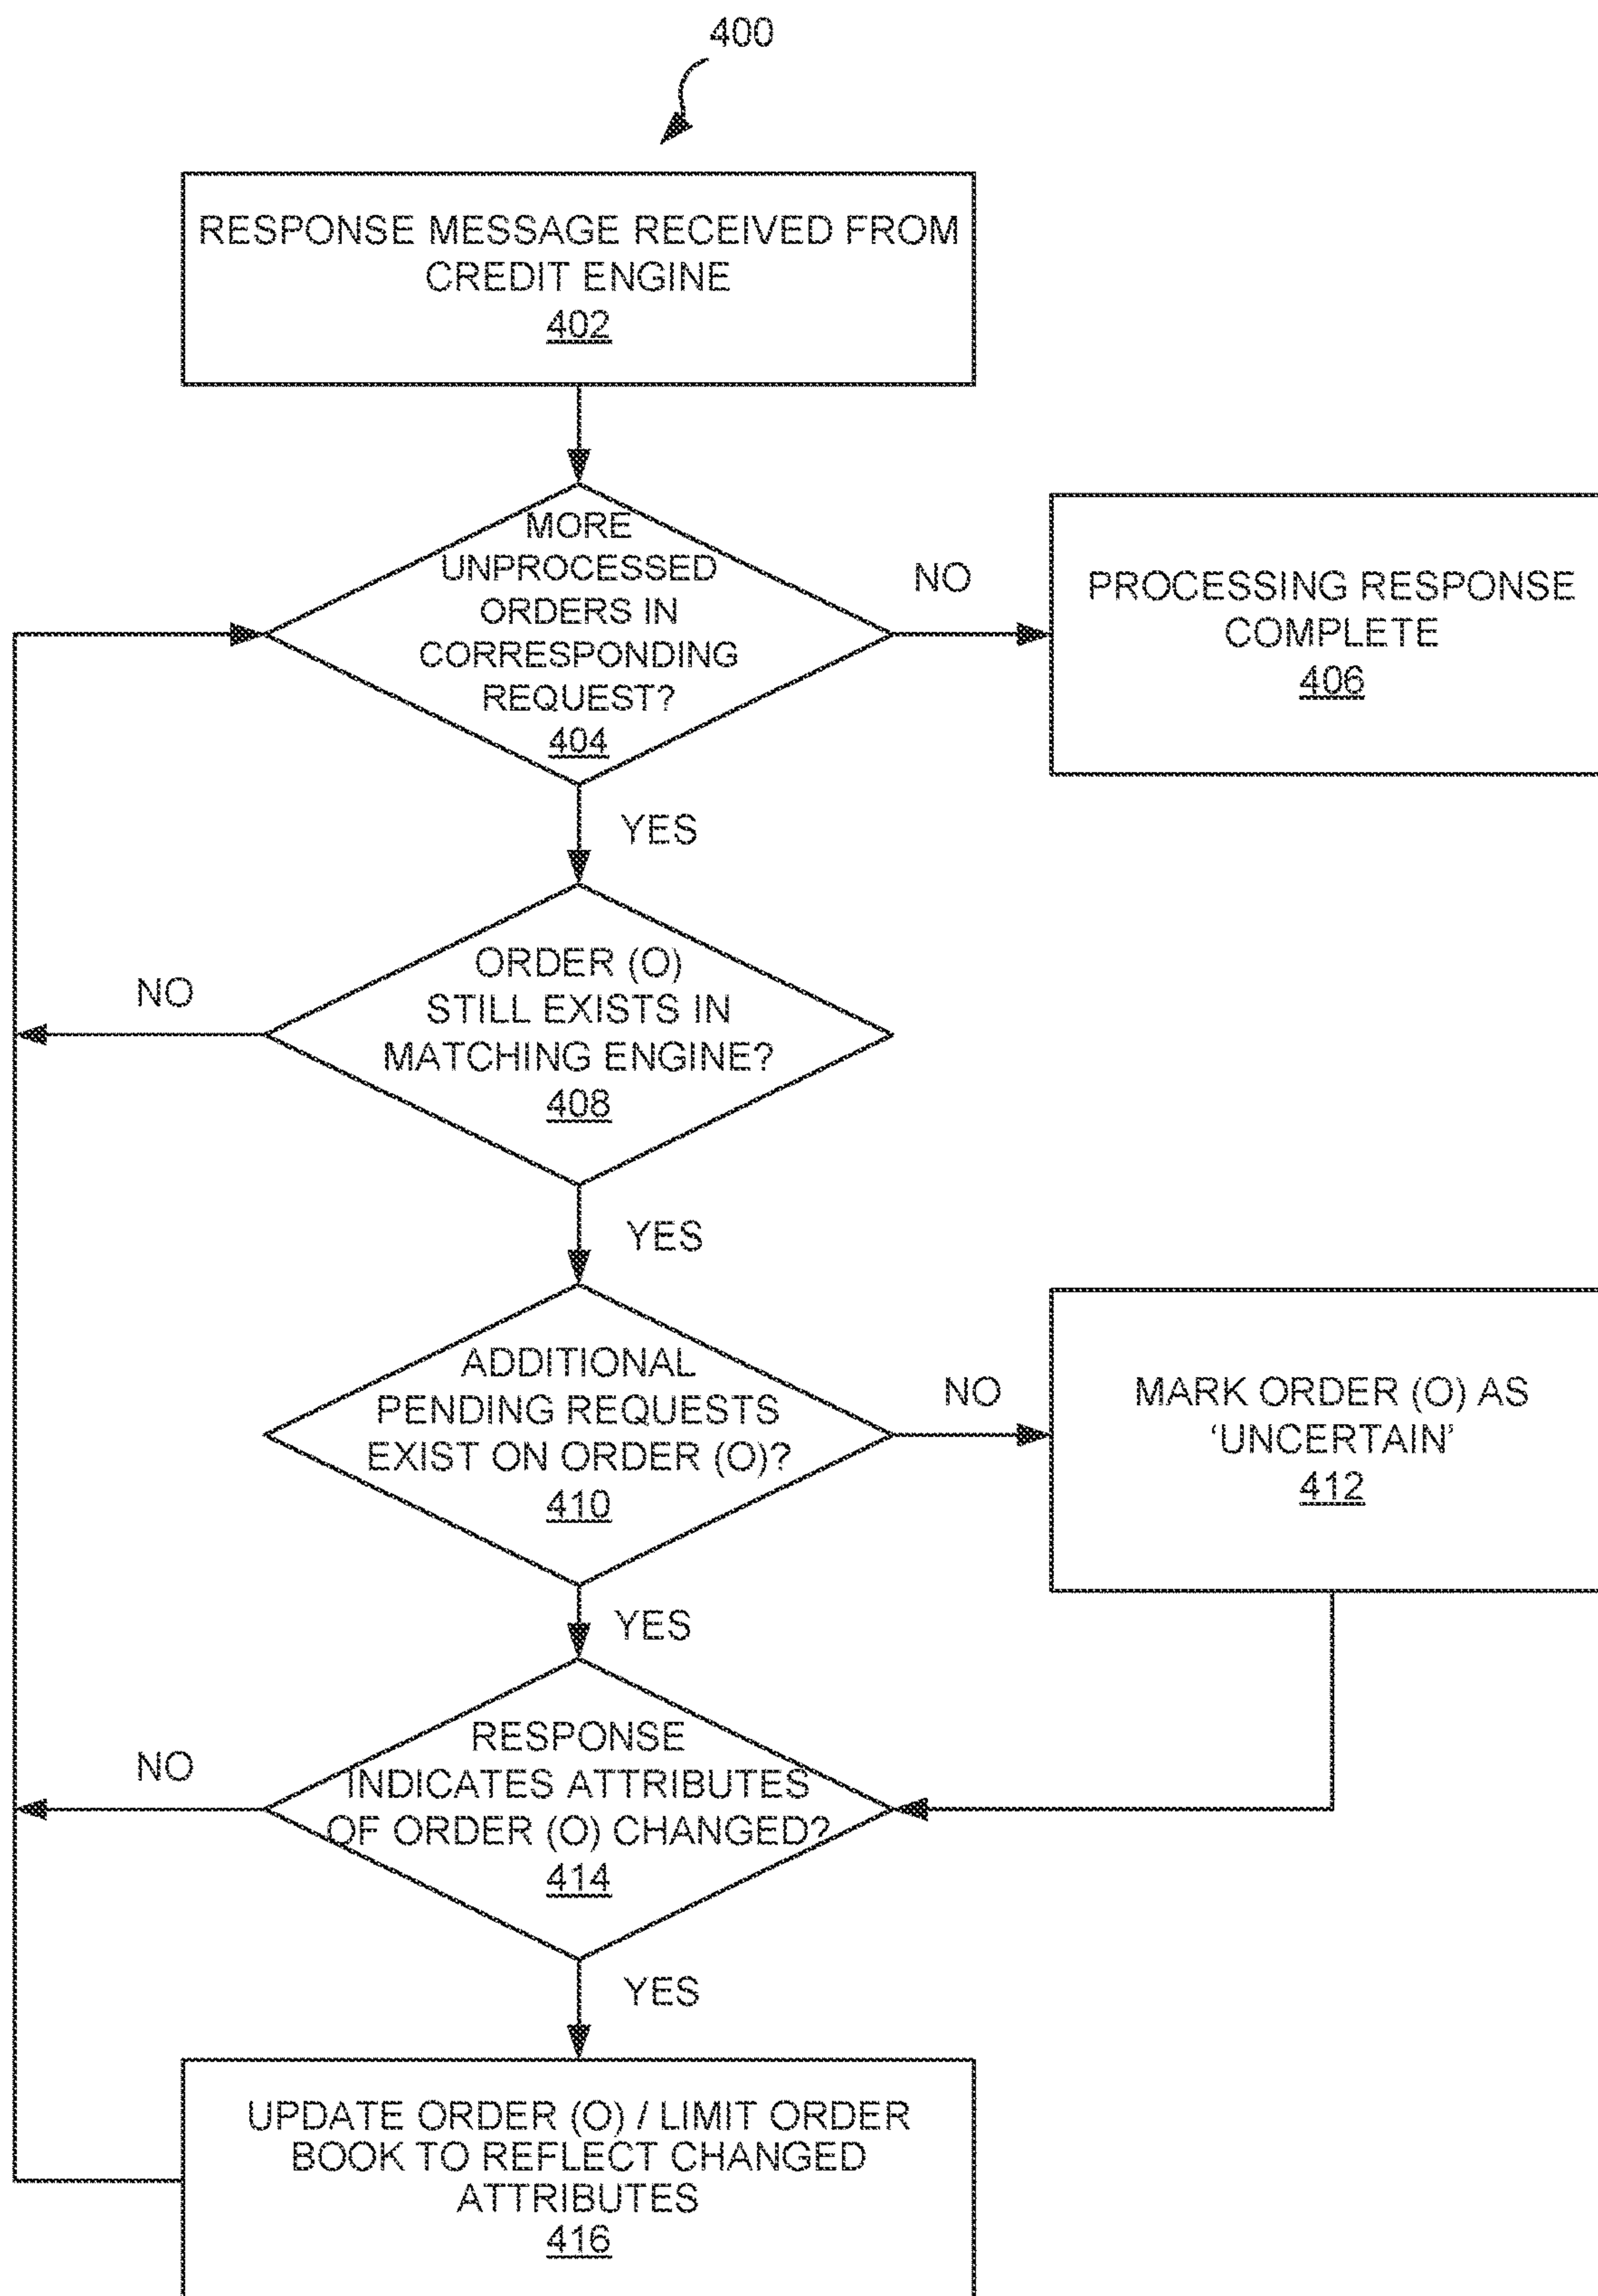 400
RESPONSE MESSAGE RECEIVED FROM
CREDIT ENGINE
402
MORE
UNPROCESSED
ORDERS IN
CORRESPONDING
REQUEST?
404
NO
PROCESSING RESPONSE
COMPLETE
406
YES
ORDER (O)
STILL EXISTS IN
MATCHING ENGINE?
408
NO
YES
ADDITIONAL
PENDING REQUESTS
EXIST ON ORDER (O)?
410
NO
MARK ORDER (O) AS
‘UNCERTAIN’
412
YES
RESPONSE
INDICATES ATTRIBUTES
OF ORDER (O) CHANGED?
414
NO
YES
UPDATE ORDER (O) / LIMIT ORDER
BOOK TO REFLECT CHANGED
ATTRIBUTES
416